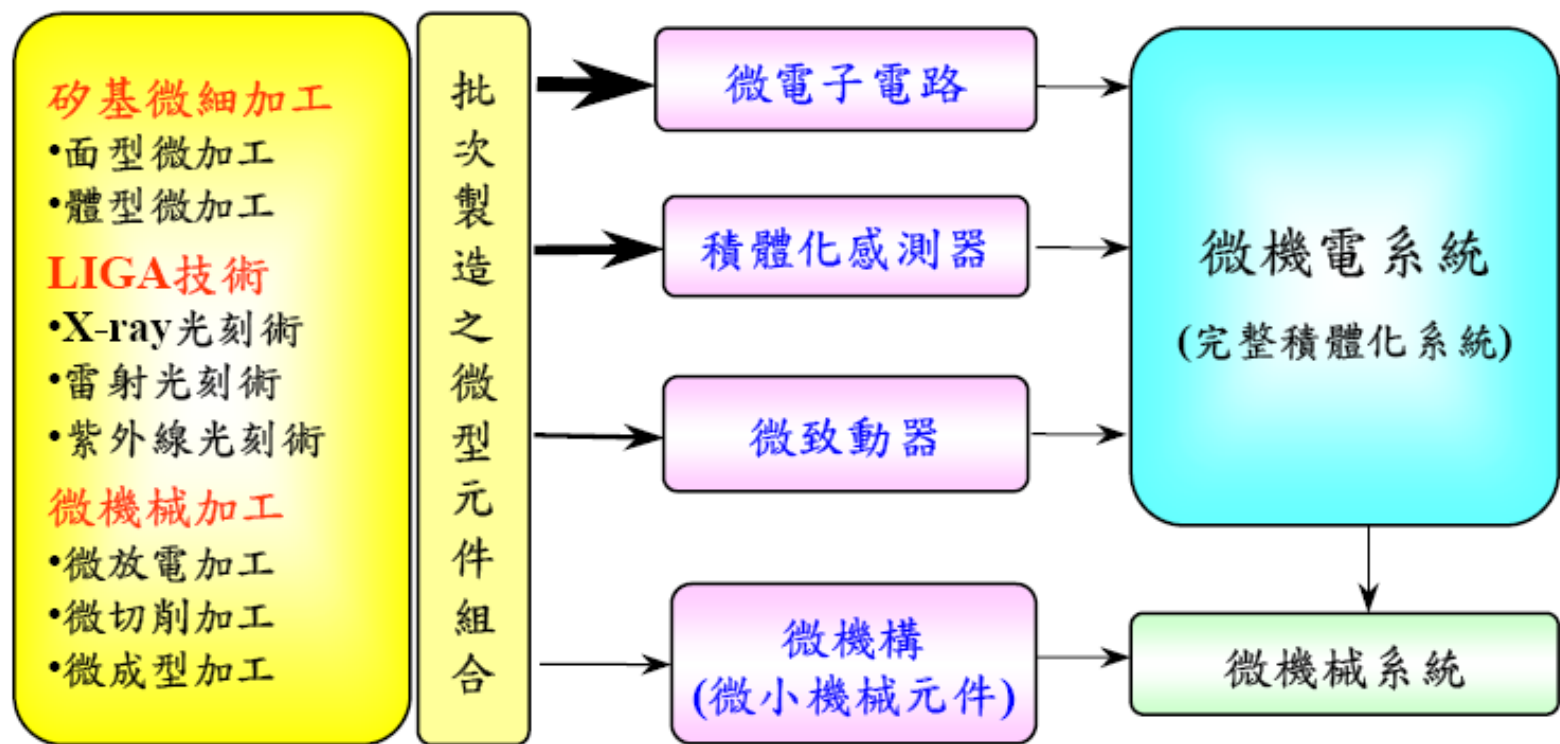 矽基微細加工
•面型微加工
•體型微加工
LIGA技術
•X-ray光刻術
•雷射光刻術
•紫外線光刻術
微機械加工
•微放電加工
•微切削加工
•微成型加工
批次製造之微型元件組合
微電子電路
積體化感測器
微致動器
微機構
(微小機械元件)
微機電系統
(完整積體化系統)
微機械系統